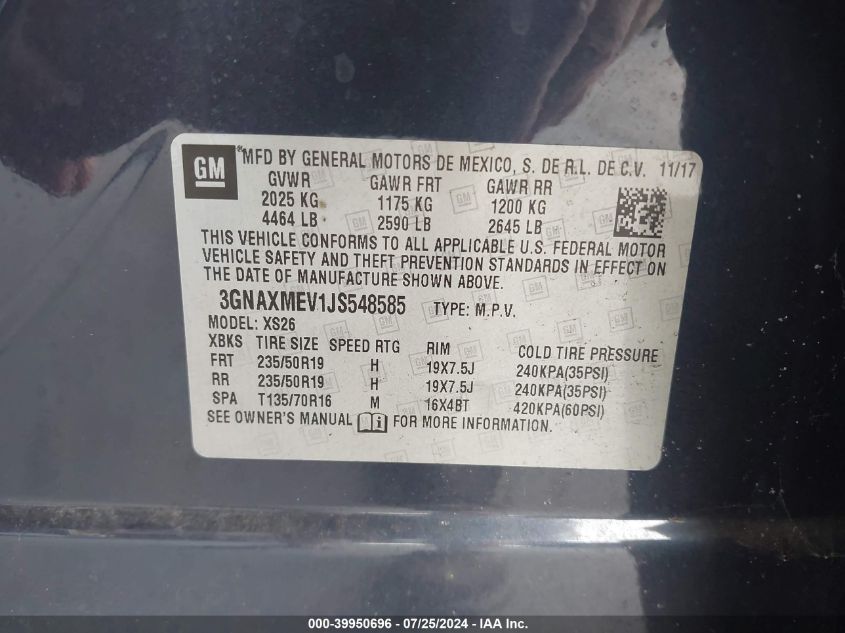 GM MFD BY GENERAL MOTORS DE MEXICO, S. DE R.L. DE C.V. 11/17
GVWR GAWR FRT GAWR RR
2025 KG 1175 KG 1200 KG
4464 LB 2590 LB 2645 LB
THIS VEHICLE CONFORMS TO ALL APPLICABLE U.S. FEDERAL MOTOR
VEHICLE SAFETY AND THEFT PREVENTION STANDARDS IN EFFECT ON
THE DATE OF MANUFACTURE SHOWN ABOVE.
3GNAXMEV1JS548585 TYPE: M.P.V.
MODEL: XS26
XBKS TIRE SIZE SPEED RTG RIM COLD TIRE PRESSURE
FRT 235/50R19 H 19X7.5J 240KPA(35PSI)
RR 235/50R19 H 19X7.5J 240KPA(35PSI)
SPA T135/70R16 M 16X4BT 420KPA(60PSI)
SEE OWNER'S MANUAL FOR MORE INFORMATION.
000-39950696 - 07/25/2024 - IAA Inc.